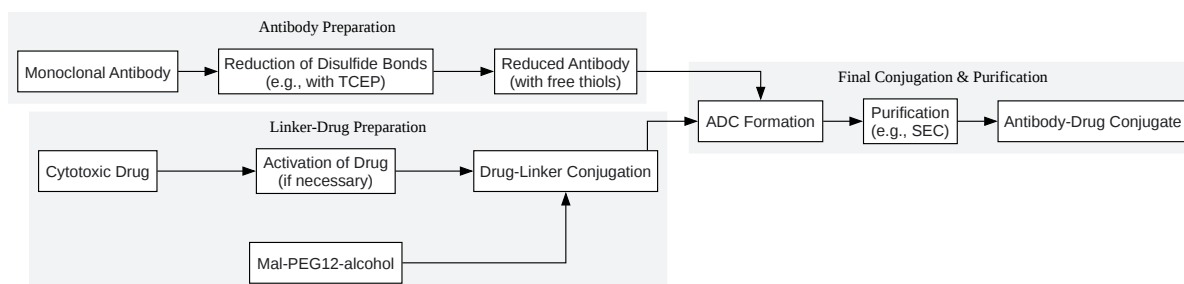 Antibody Preparation
Monoclonal Antibody
Reduction of Disulfide Bonds
(e.g., with TCEP)
Reduced Antibody
(with free thiols)
Linker-Drug Preparation
Cytotoxic Drug
Activation of Drug
(if necessary)
Drug-Linker Conjugation
Mal-PEG12-alcohol
Final Conjugation & Purification
ADC Formation
Purification
(e.g., SEC)
Antibody-Drug Conjugate